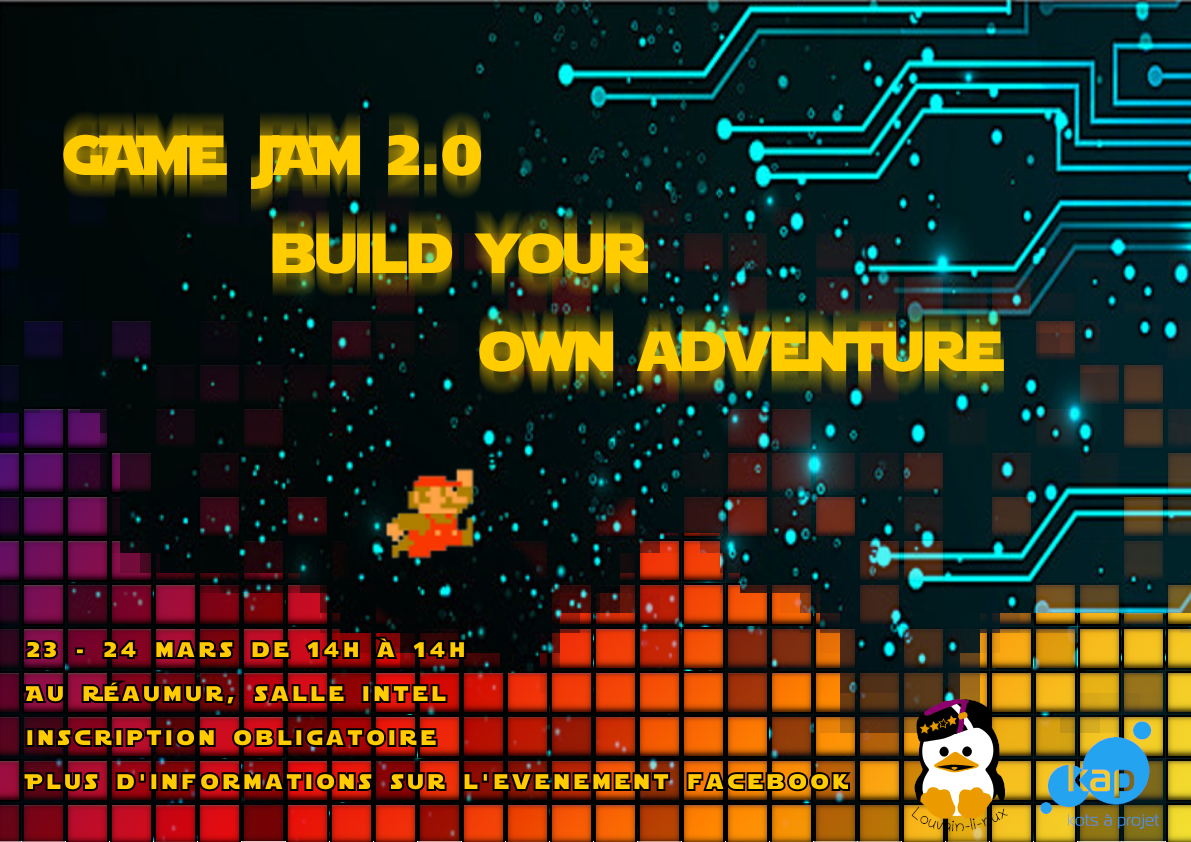 GAME JAM 2.0
BUILD YOUR
OWN ADVENTURE
23 - 24 MARS DE 14H À 14H
AU RÉAUMUR, SALLE INTEL
INSCRIPTION OBLIGATOIRE
PLUS D'INFORMATIONS SUR L'EVENEMENT FACEBOOK
Louvain-li-nux
kap
kots à projet